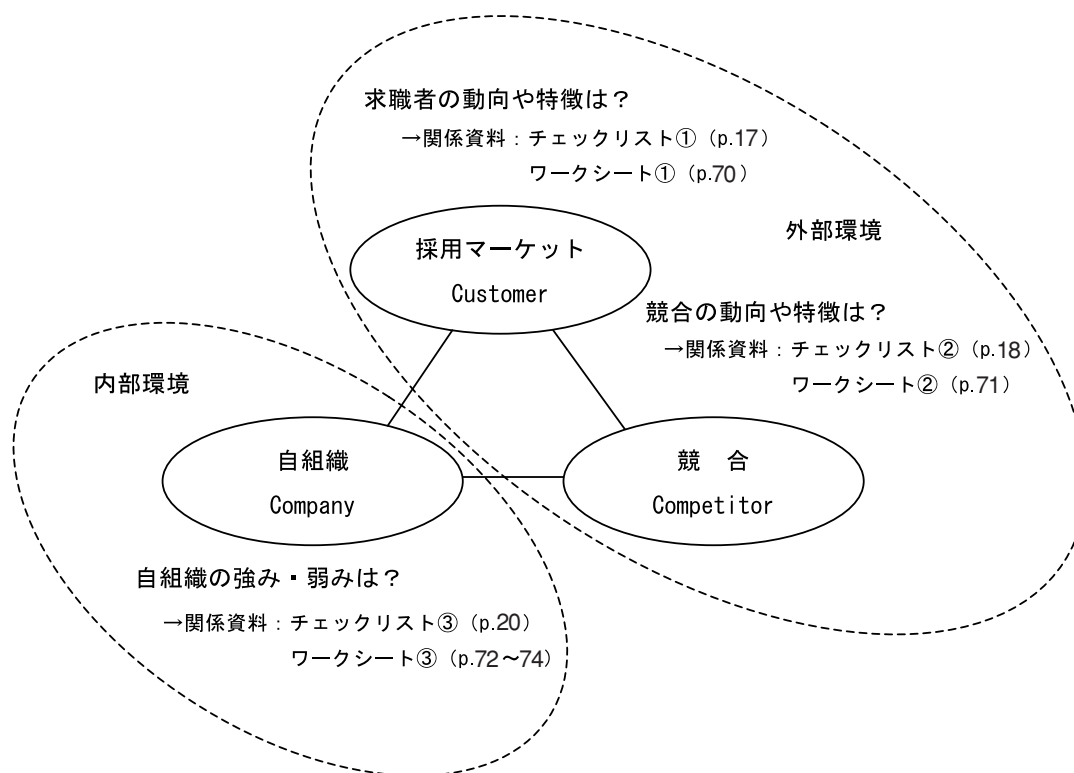 求職者の動向や特徴は？
→関係資料：チェックリスト①（p.17）
ワークシート①（p.70）
外部環境
採用マーケット
Customer
競合の動向や特徴は？
→関係資料：チェックリスト②（p.18）
ワークシート②（p.71）
内部環境
自組織
Company
競　合
Competitor
自組織の強み・弱みは？
→関係資料：チェックリスト③（p.20）
ワークシート③（p.72～74）